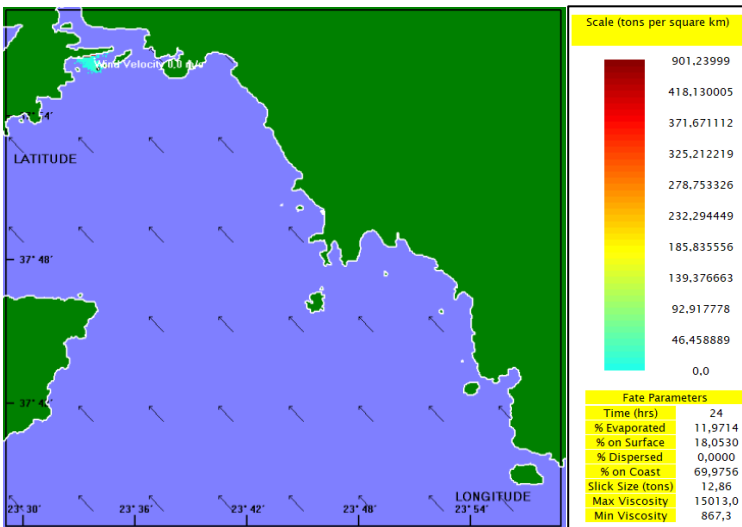 Wind Velocity 0,0 m/s
LATITUDE
37° 48'
LONGITUDE
23° 30'
23° 36'
23° 42'
23° 48'
23° 54'
Scale (tons per square km)
901,23999
418,130005
371,671112
325,212219
278,753326
232,294449
185,835556
139,376663
92,917778
46,458889
0,0
Fate Parameters
Time (hrs) 24
% Evaporated 11,9714
% on Surface 18,0530
% Dispersed 0,0000
% on Coast 69,9756
Slick Size (tons) 12,86
Max Viscosity 15013,0
Min Viscosity 867,3